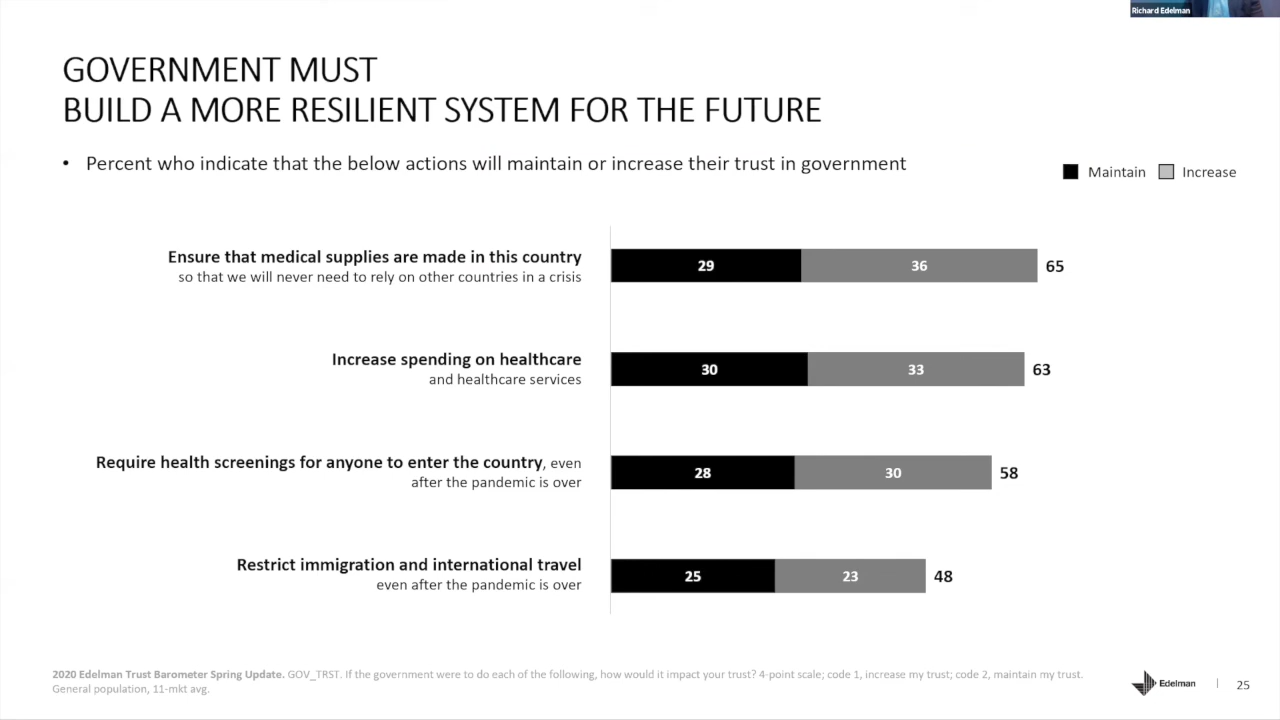 Richard Edelman
GOVERNMENT MUST
BUILD A MORE RESILIENT SYSTEM FOR THE FUTURE
• Percent who indicate that the below actions will maintain or increase their trust in government
Maintain Increase
Ensure that medical supplies are made in this country
so that we will never need to rely on other countries in a crisis
29 36 65
Increase spending on healthcare
and healthcare services
30 33 63
Require health screenings for anyone to enter the country, even
after the pandemic is over
28 30 58
Restrict immigration and international travel
even after the pandemic is over
25 23 48
2020 Edelman Trust Barometer Spring Update. GOV_TRST. If the government were to do each of the following, how would it impact your trust? 4-point scale; code 1, increase my trust; code 2, maintain my trust.
General population, 11-mkt avg.
Edelman 25